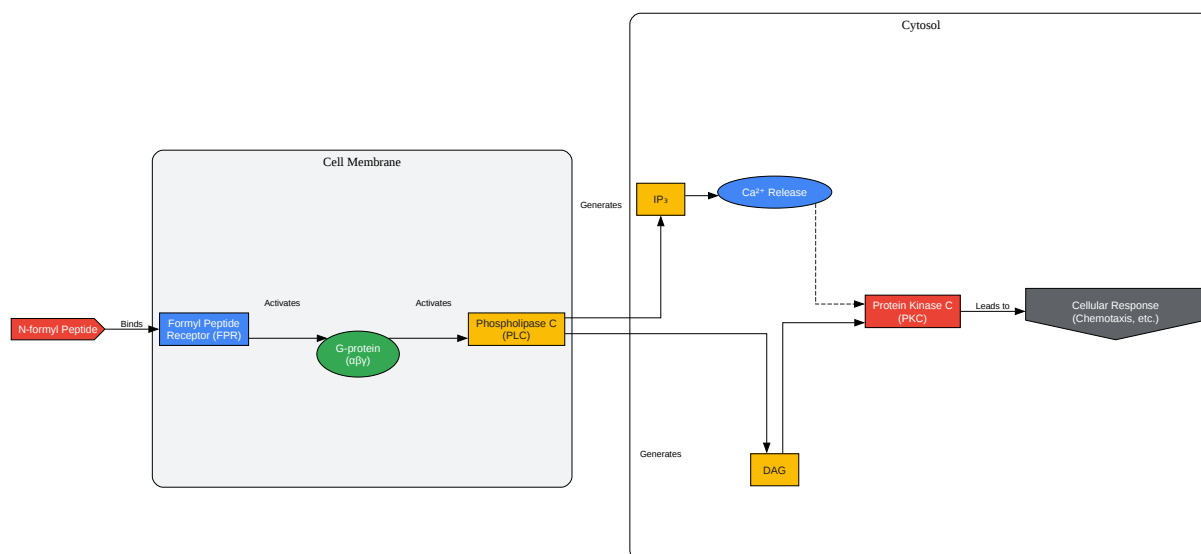 Cytosol
Cell Membrane
Generates
IP₃
Ca²⁺ Release
N-formyl Peptide
Binds
Formyl Peptide
Receptor (FPR)
Activates
G-protein
(αβγ)
Activates
Phospholipase C
(PLC)
Protein Kinase C
(PKC)
Leads to
Cellular Response
(Chemotaxis, etc.)
Generates
DAG